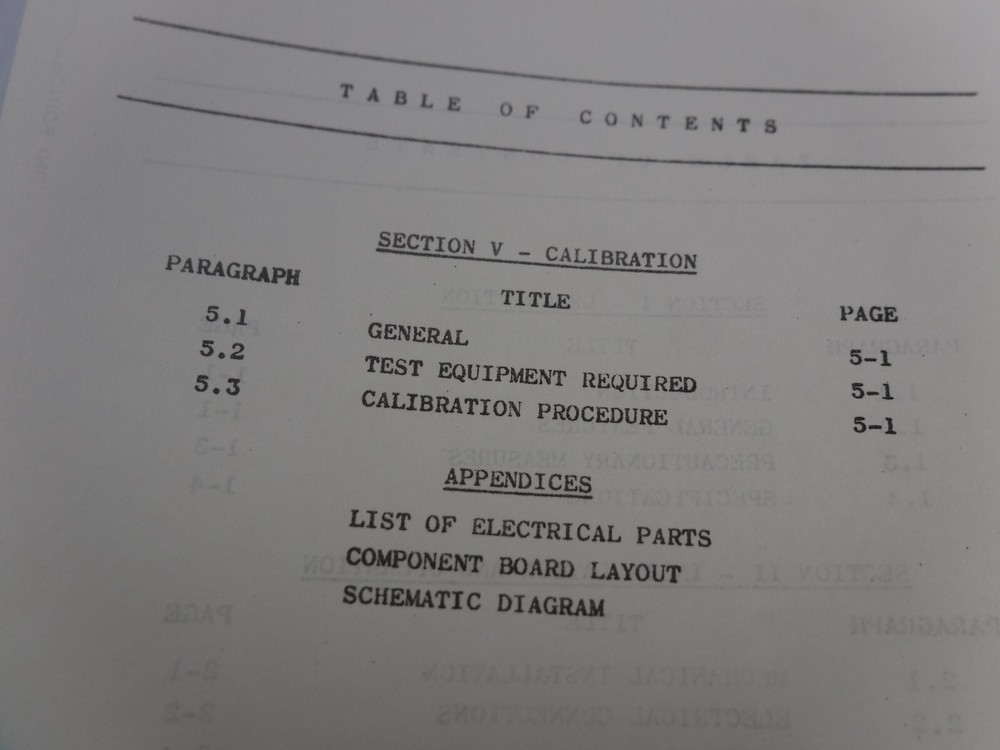 TABLE OF CONTENTS
SECTION V - CALIBRATION
PARAGRAPH TITLE PAGE
5.1 GENERAL 5-1
5.2 TEST EQUIPMENT REQUIRED 5-1
5.3 CALIBRATION PROCEDURE 5-1
APPENDICES
LIST OF ELECTRICAL PARTS
COMPONENT BOARD LAYOUT
SCHEMATIC DIAGRAM